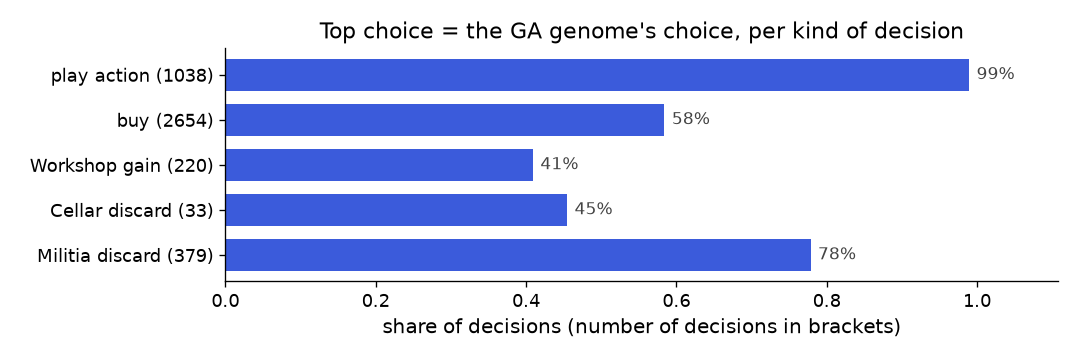 Top choice = the GA genome's choice, per kind of decision
play action (1038)
99%
buy (2654)
58%
Workshop gain (220)
41%
Cellar discard (33)
45%
Militia discard (379)
78%
0.0 0.2 0.4 0.6 0.8 1.0
share of decisions (number of decisions in brackets)